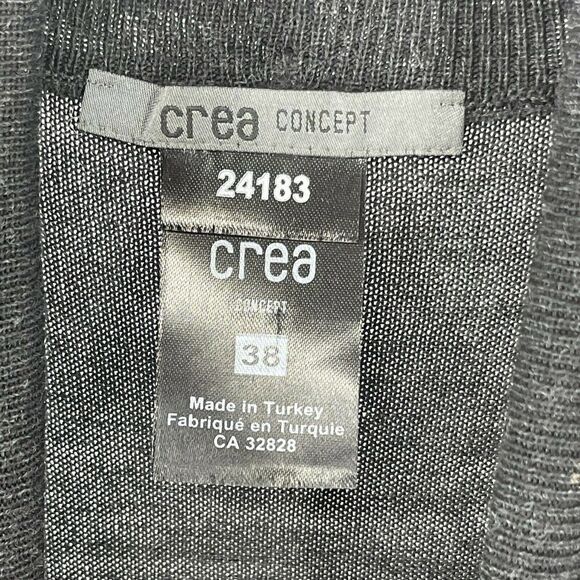 crea CONCEPT
24183
crea
CONCEPT
38
Made in Turkey
Fabriqué en Turquie
CA 32828